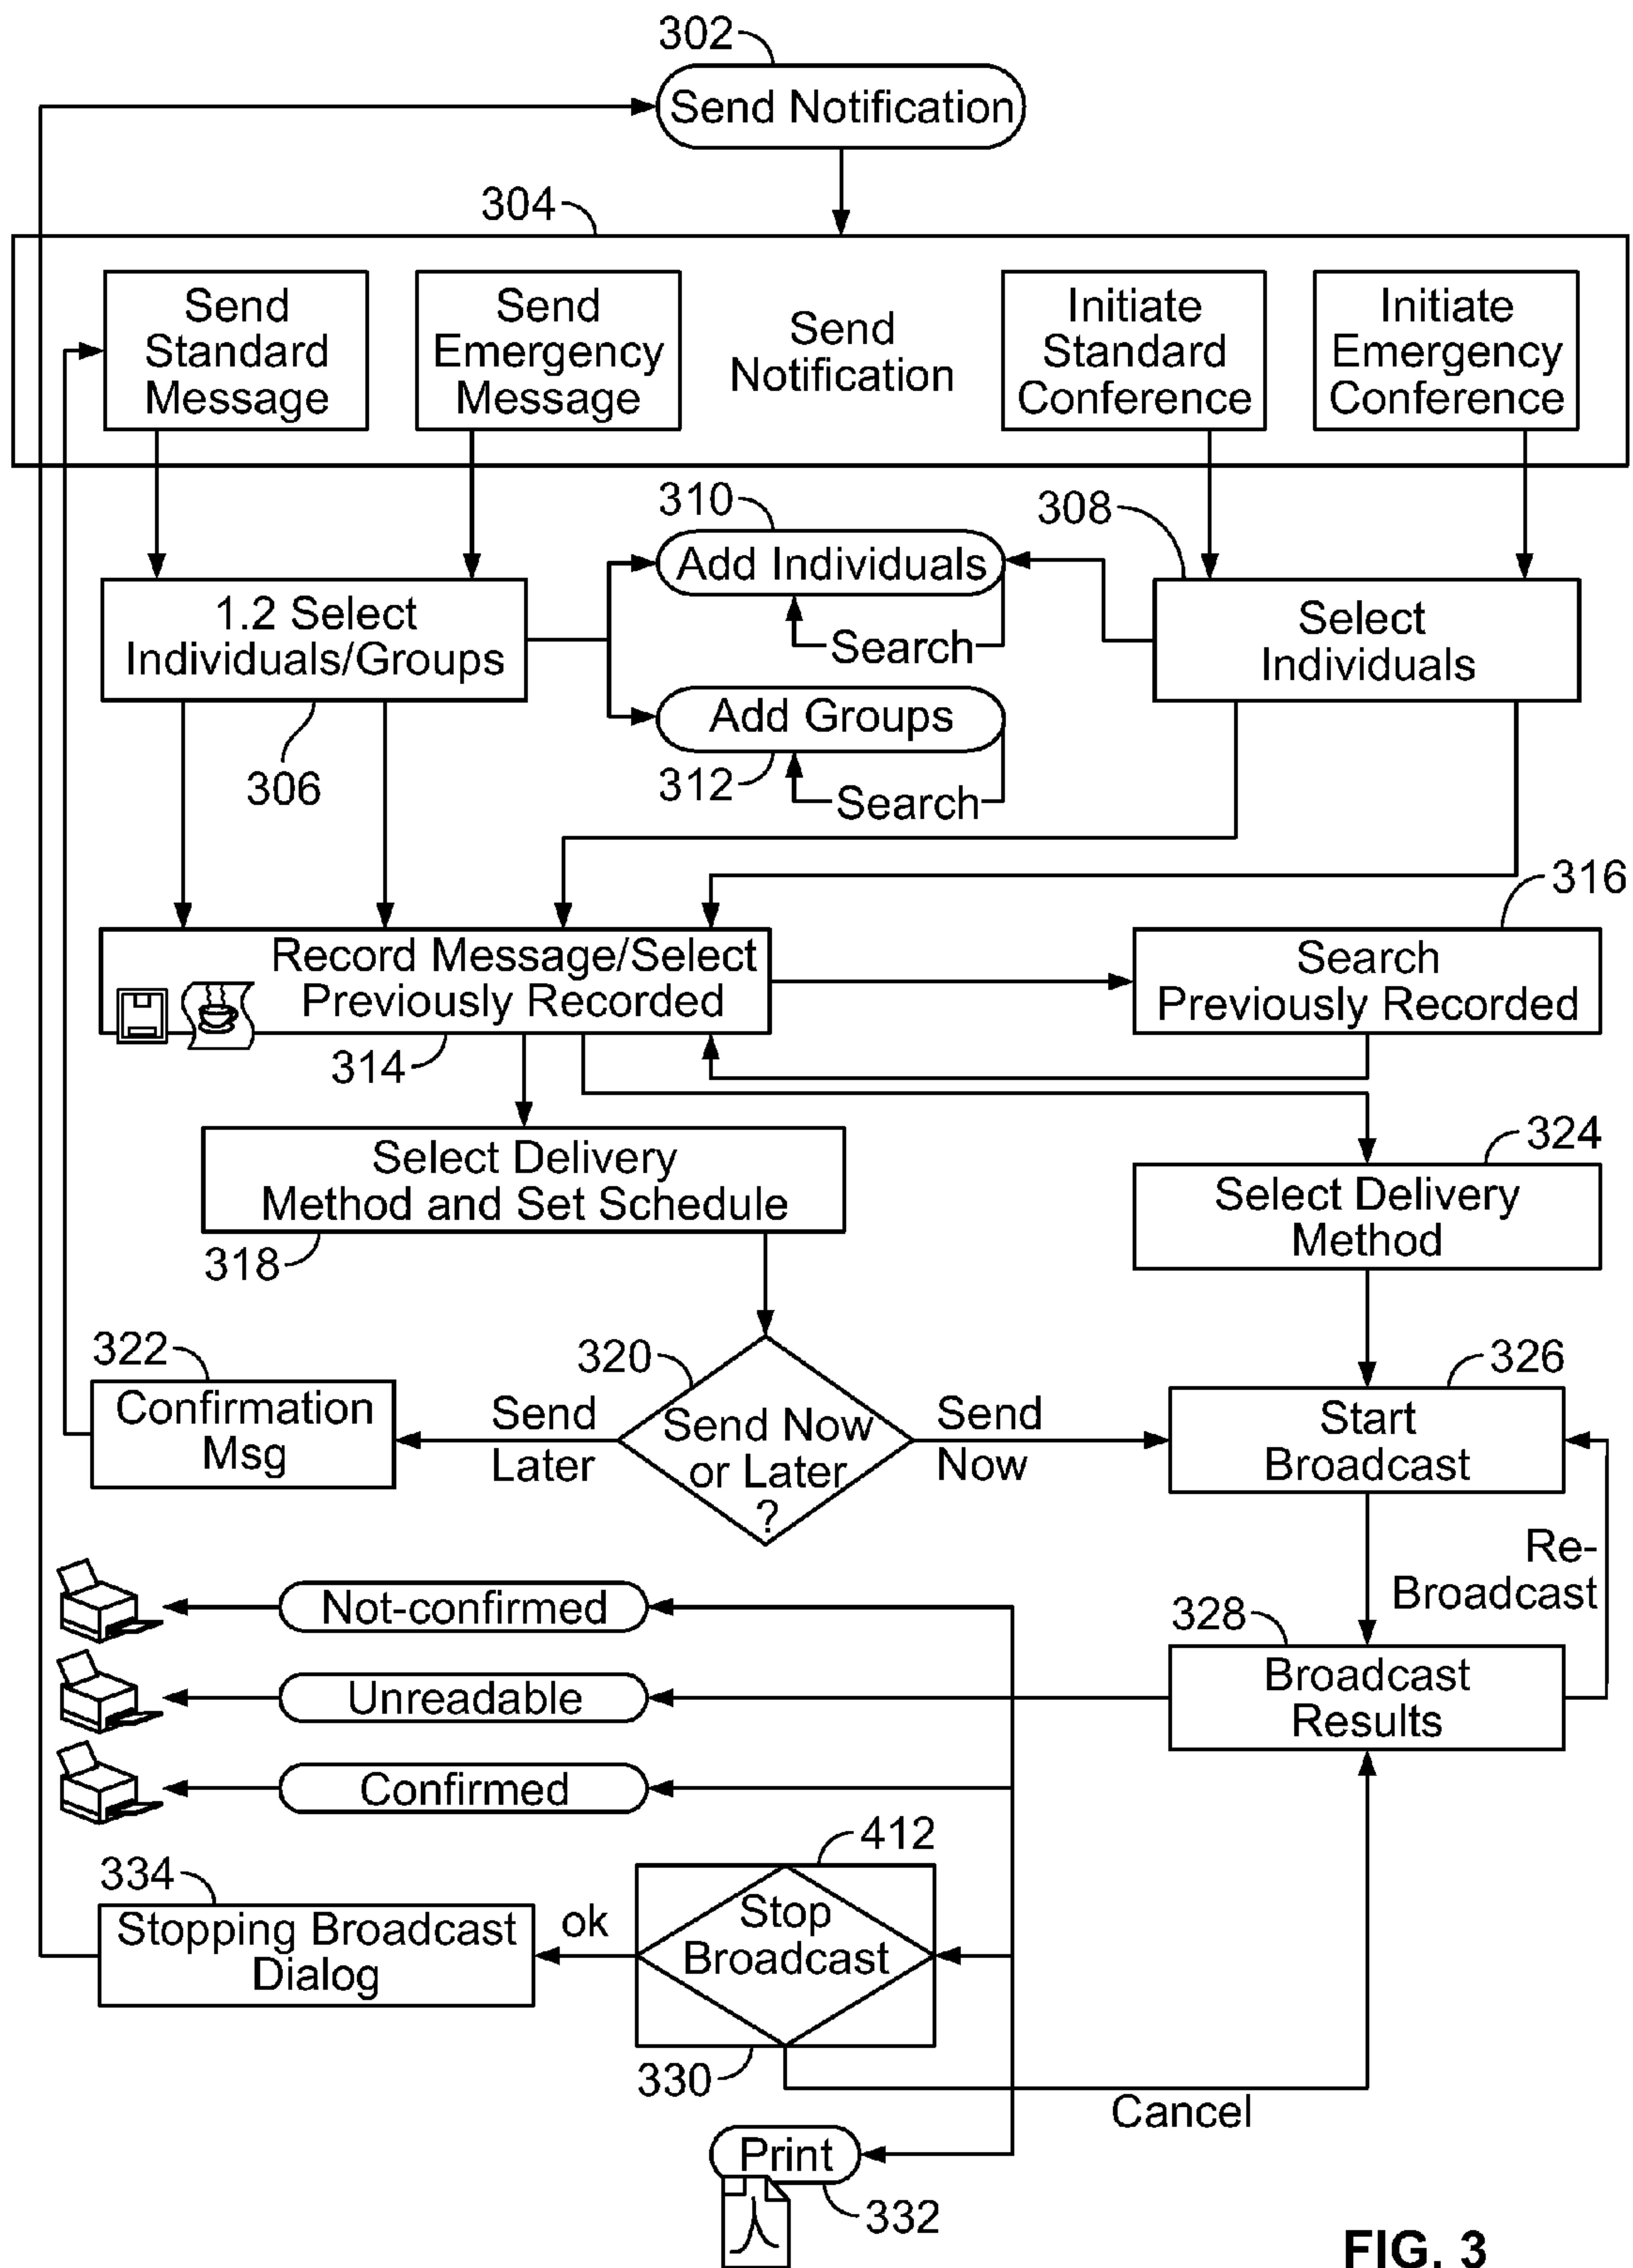 302
Send Notification
304
Send
Standard
Message
Send
Emergency
Message
Send
Notification
Initiate
Standard
Conference
Initiate
Emergency
Conference
310
308
Add Individuals
Search
1.2 Select
Individuals/Groups
Select
Individuals
306
Add Groups
312
Search
316
Record Message/Select
Previously Recorded
Search
Previously Recorded
314
324
Select Delivery
Method and Set Schedule
Select Delivery
Method
318
322
320
326
Confirmation
Msg
Send
Later
Send Now
or Later
?
Send
Now
Start
Broadcast
Re-
Broadcast
Not-confirmed
328
Unreadable
Broadcast
Results
Confirmed
412
334
Stopping Broadcast
Dialog
ok
Stop
Broadcast
330
Cancel
Print
332
FIG. 3